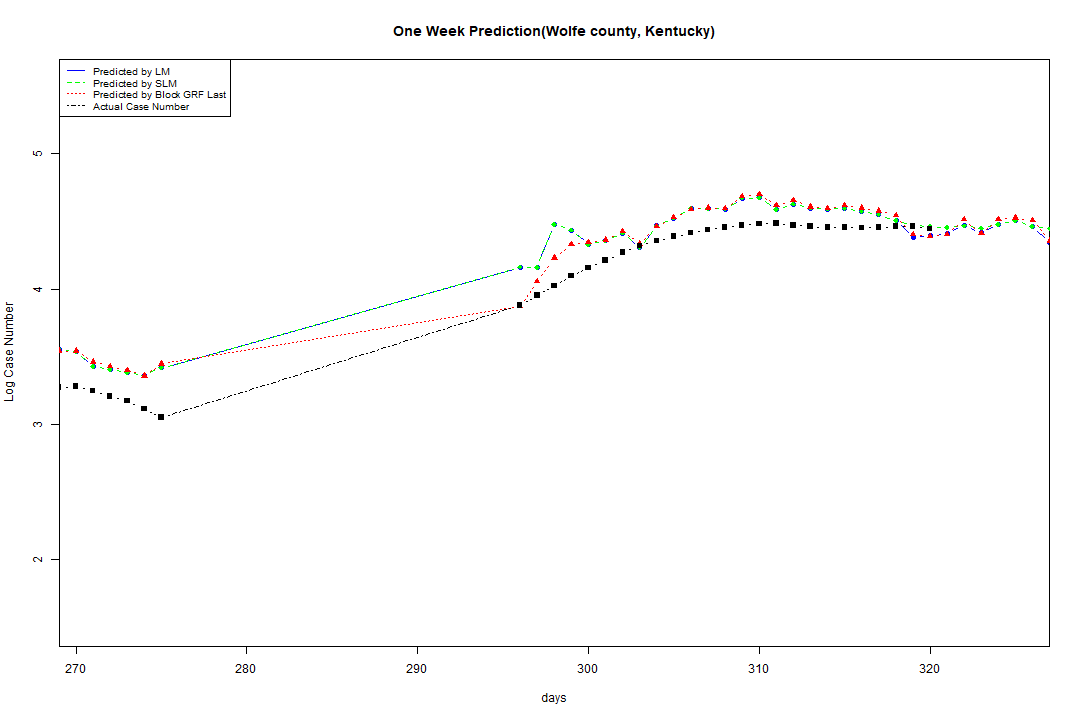 One Week Prediction(Wolfe county, Kentucky)
Predicted by LM
Predicted by SLM
Predicted by Block GRF Last
Actual Case Number
5
4
3
2
Log Case Number
270 280 290 300 310 320
days